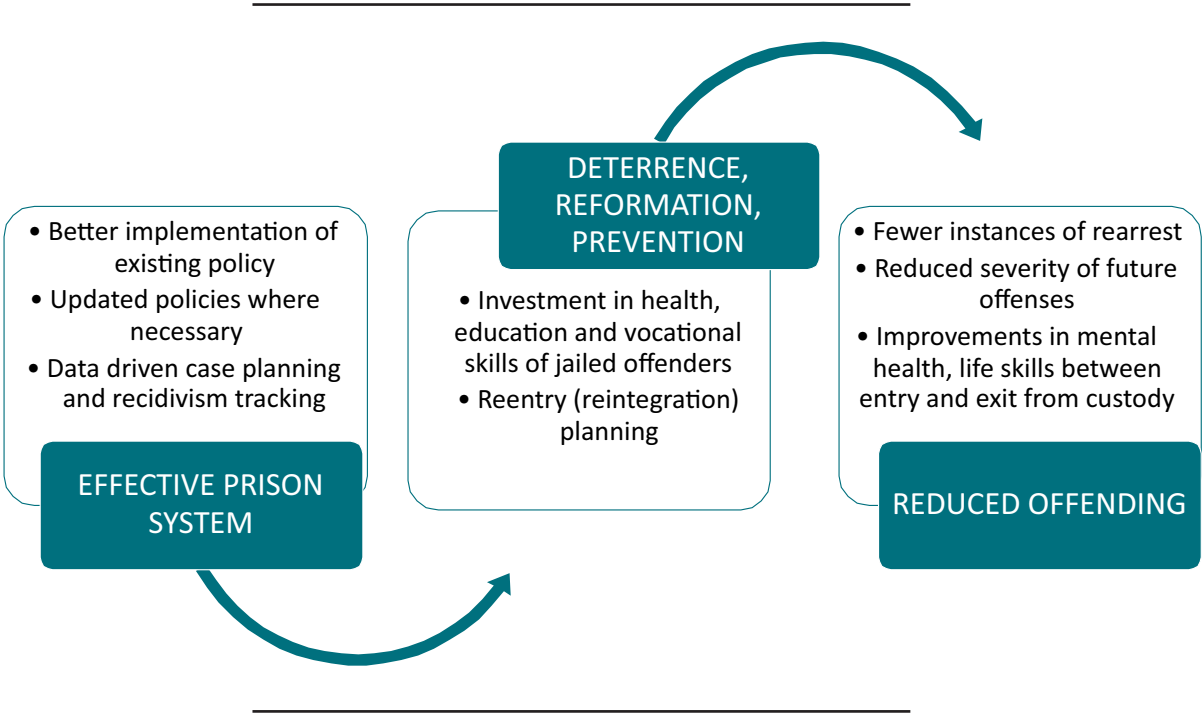 • Better implementation of
existing policy
• Updated policies where
necessary
• Data driven case planning
and recidivism tracking
EFFECTIVE PRISON
SYSTEM
DETERRENCE,
REFORMATION,
PREVENTION
• Investment in health,
education and vocational
skills of jailed offenders
• Reentry (reintegration)
planning
• Fewer instances of rearrest
• Reduced severity of future
offenses
• Improvements in mental
health, life skills between
entry and exit from custody
REDUCED OFFENDING